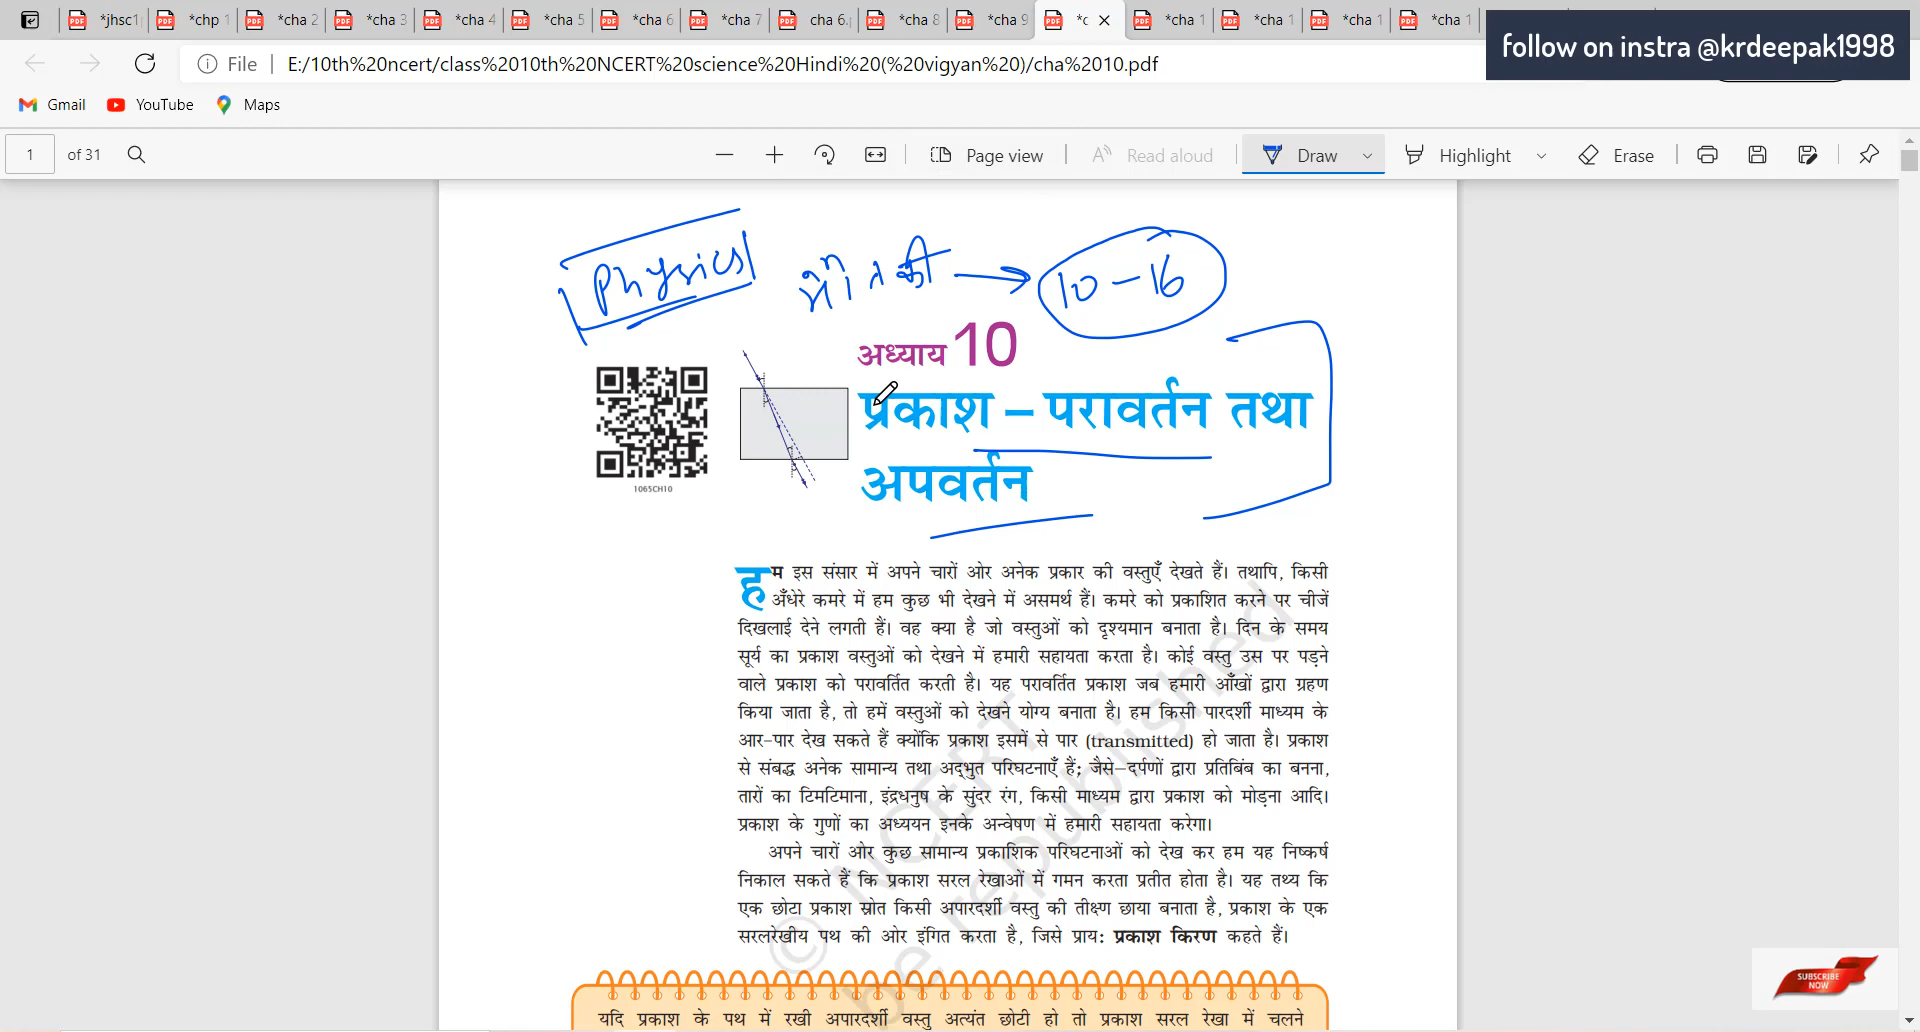 *jhsc1 *chp 1 *cha 2 *cha 3 *cha 4 *cha 5 *cha 6 *cha 7 cha 6. *cha 8 *cha 9 *c *cha 1 *cha 1 *cha 1 *cha 1
follow on instra @krdeepak1998
File E:/10th%20ncert/class%2010th%20NCERT%20science%20Hindi%20(%20vigyan%20)/cha%2010.pdf
Gmail YouTube Maps
1 of 31 Page view Read aloud Draw Highlight Erase
Physics 10-16
अध्याय 10
प्रकाश – परावर्तन तथा
अपवर्तन
1065CH10
हम इस संसार में अपने चारों ओर अनेक प्रकार की वस्तुएँ देखते हैं। तथापि, किसी
अँधेरे कमरे में हम कुछ भी देखने में असमर्थ हैं। कमरे को प्रकाशित करने पर चीजें
दिखलाई देने लगती हैं। वह क्या है जो वस्तुओं को दृश्यमान बनाता है। दिन के समय
सूर्य का प्रकाश वस्तुओं को देखने में हमारी सहायता करता है। कोई वस्तु उस पर पड़ने
वाले प्रकाश को परावर्तित करती है। यह परावर्तित प्रकाश जब हमारी आँखों द्वारा ग्रहण
किया जाता है, तो हमें वस्तुओं को देखने योग्य बनाता है। हम किसी पारदर्शी माध्यम के
आर-पार देख सकते हैं क्योंकि प्रकाश इसमें से पार (transmitted) हो जाता है। प्रकाश
से संबद्ध अनेक सामान्य तथा अद्भुत परिघटनाएँ हैं; जैसे–दर्पणों द्वारा प्रतिबिंब का बनना,
तारों का टिमटिमाना, इंद्रधनुष के सुंदर रंग, किसी माध्यम द्वारा प्रकाश को मोड़ना आदि।
प्रकाश के गुणों का अध्ययन इनके अन्वेषण में हमारी सहायता करेगा।
अपने चारों ओर कुछ सामान्य प्रकाशिक परिघटनाओं को देख कर हम यह निष्कर्ष
निकाल सकते हैं कि प्रकाश सरल रेखाओं में गमन करता प्रतीत होता है। यह तथ्य कि
एक छोटा प्रकाश स्रोत किसी अपारदर्शी वस्तु की तीक्ष्ण छाया बनाता है, प्रकाश के एक
सरलरेखीय पथ की ओर इंगित करता है, जिसे प्राय: प्रकाश किरण कहते हैं।
© NCERT
be republished
SUBSCRIBE
NOW
यदि प्रकाश के पथ में रखी अपारदर्शी वस्तु अत्यंत छोटी हो तो प्रकाश सरल रेखा में चलने